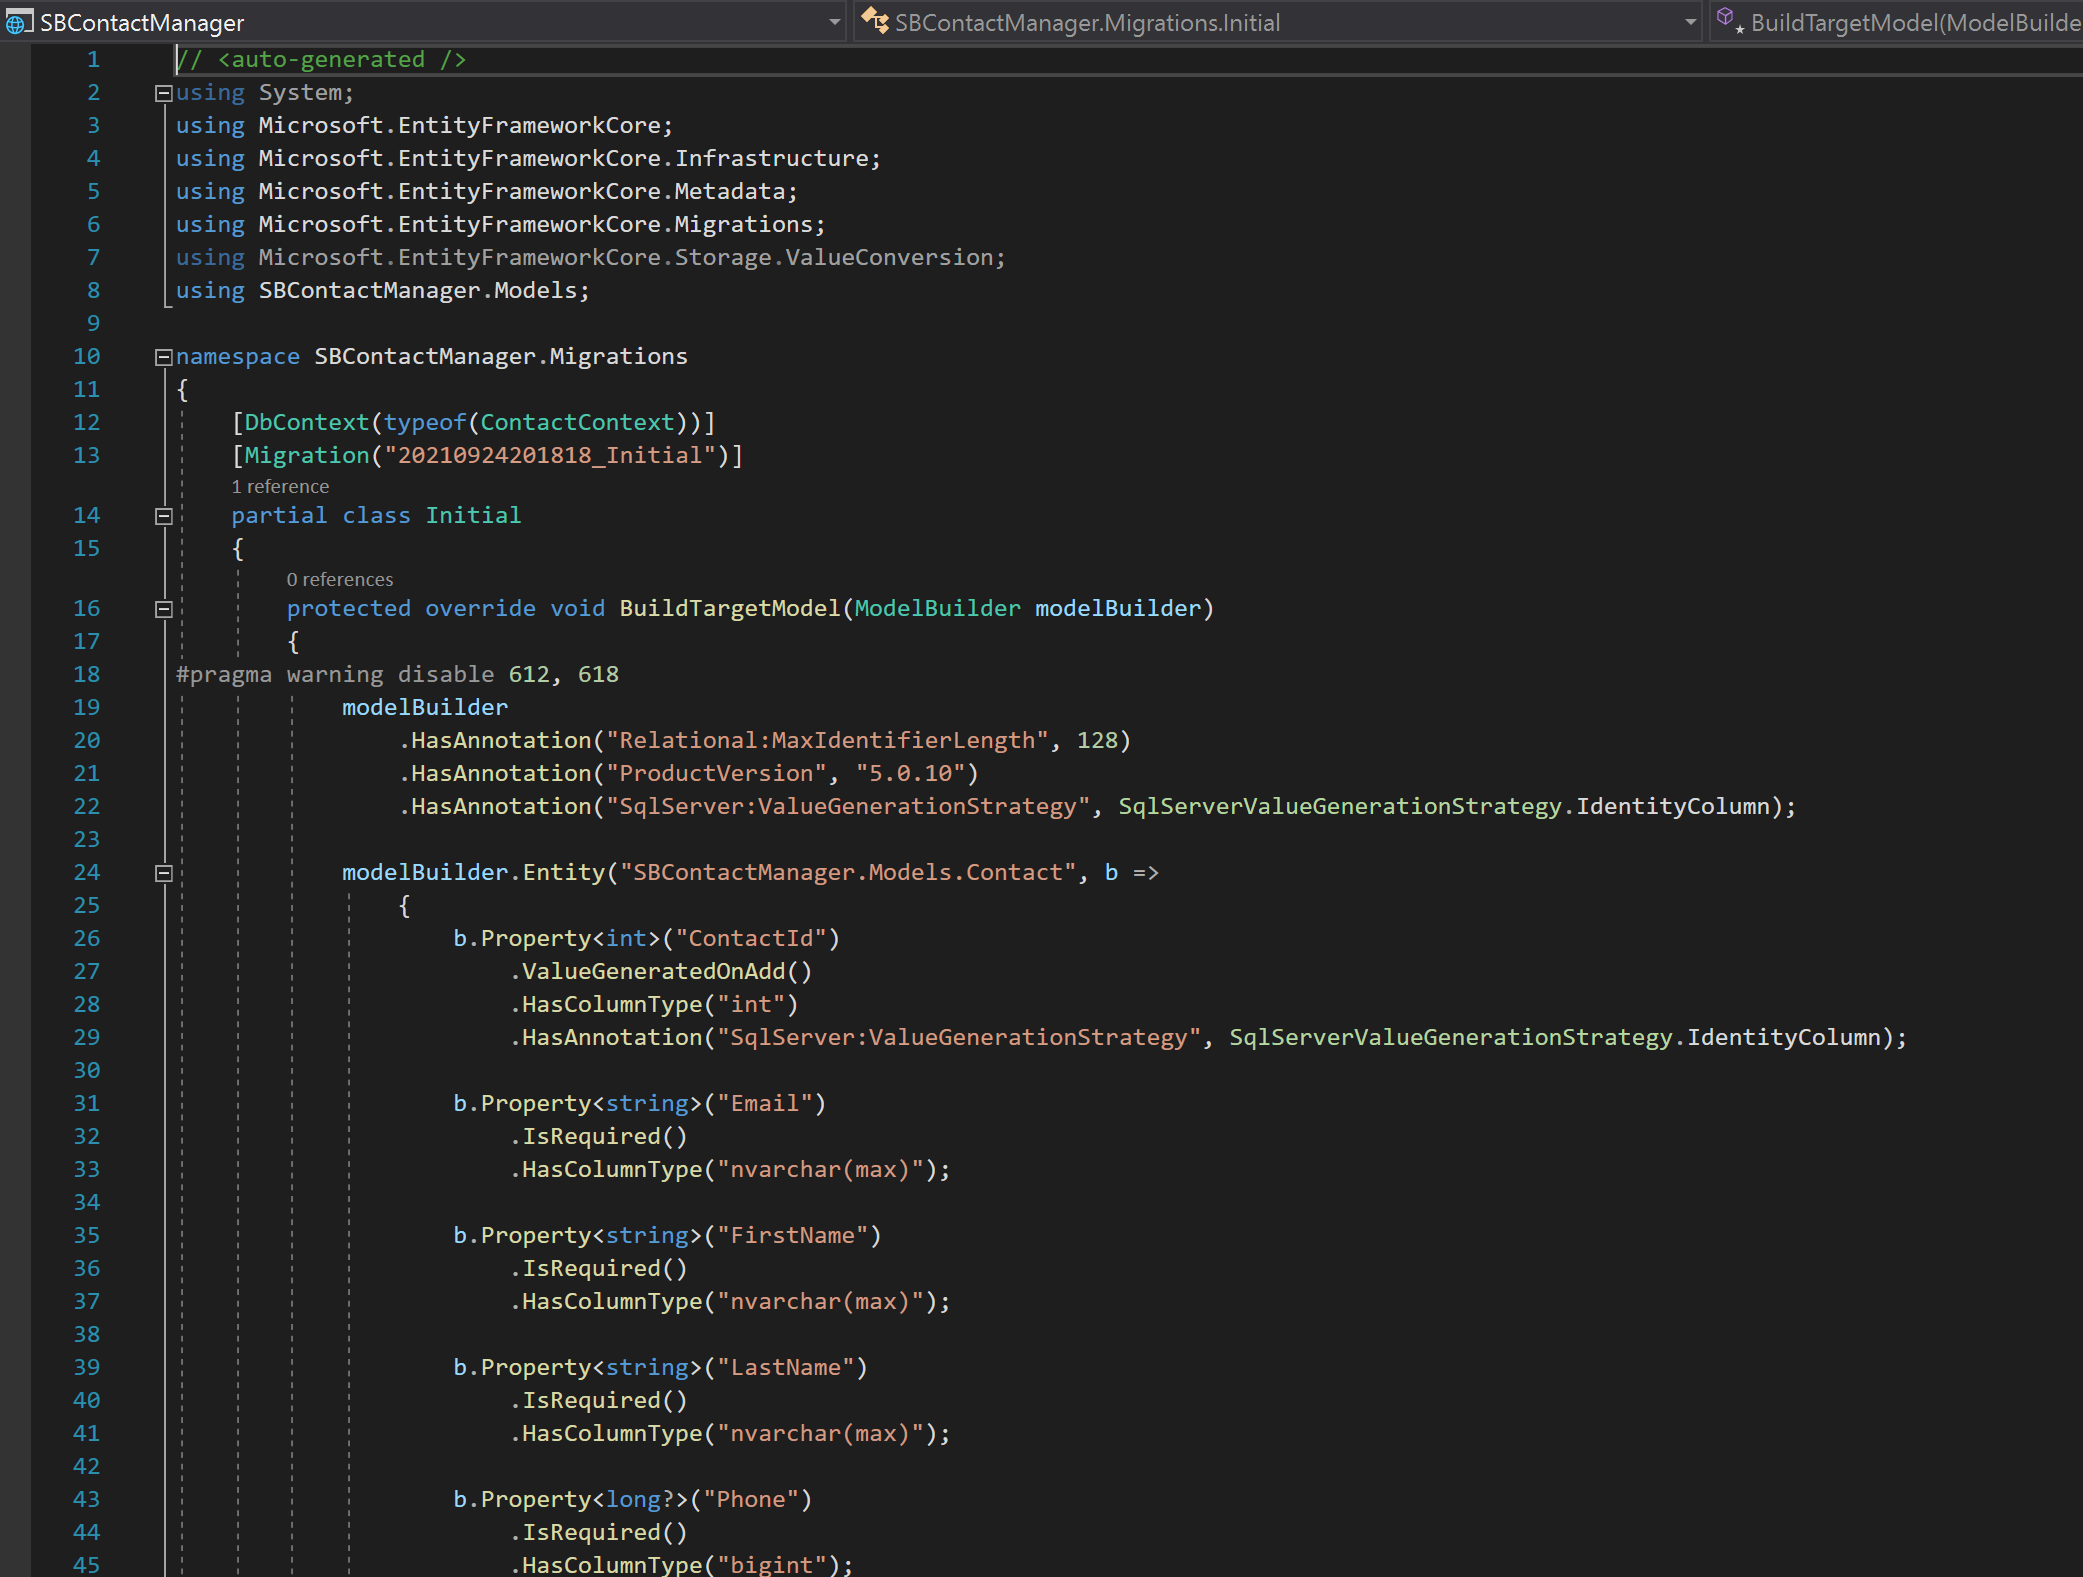 SBContactManager
SBContactManager.Migrations.Initial
BuildTargetModel(ModelBuilde
1 // <auto-generated />
2 using System;
3 using Microsoft.EntityFrameworkCore;
4 using Microsoft.EntityFrameworkCore.Infrastructure;
5 using Microsoft.EntityFrameworkCore.Metadata;
6 using Microsoft.EntityFrameworkCore.Migrations;
7 using Microsoft.EntityFrameworkCore.Storage.ValueConversion;
8 using SBContactManager.Models;
9
10 namespace SBContactManager.Migrations
11 {
12 [DbContext(typeof(ContactContext))]
13 [Migration("20210924201818_Initial")]
1 reference
14 partial class Initial
15 {
0 references
16 protected override void BuildTargetModel(ModelBuilder modelBuilder)
17 {
18 #pragma warning disable 612, 618
19 modelBuilder
20 .HasAnnotation("Relational:MaxIdentifierLength", 128)
21 .HasAnnotation("ProductVersion", "5.0.10")
22 .HasAnnotation("SqlServer:ValueGenerationStrategy", SqlServerValueGenerationStrategy.IdentityColumn);
23
24 modelBuilder.Entity("SBContactManager.Models.Contact", b =>
25 {
26 b.Property<int>("ContactId")
27 .ValueGeneratedOnAdd()
28 .HasColumnType("int")
29 .HasAnnotation("SqlServer:ValueGenerationStrategy", SqlServerValueGenerationStrategy.IdentityColumn);
30
31 b.Property<string>("Email")
32 .IsRequired()
33 .HasColumnType("nvarchar(max)");
34
35 b.Property<string>("FirstName")
36 .IsRequired()
37 .HasColumnType("nvarchar(max)");
38
39 b.Property<string>("LastName")
40 .IsRequired()
41 .HasColumnType("nvarchar(max)");
42
43 b.Property<long?>("Phone")
44 .IsRequired()
45 .HasColumnType("bigint");